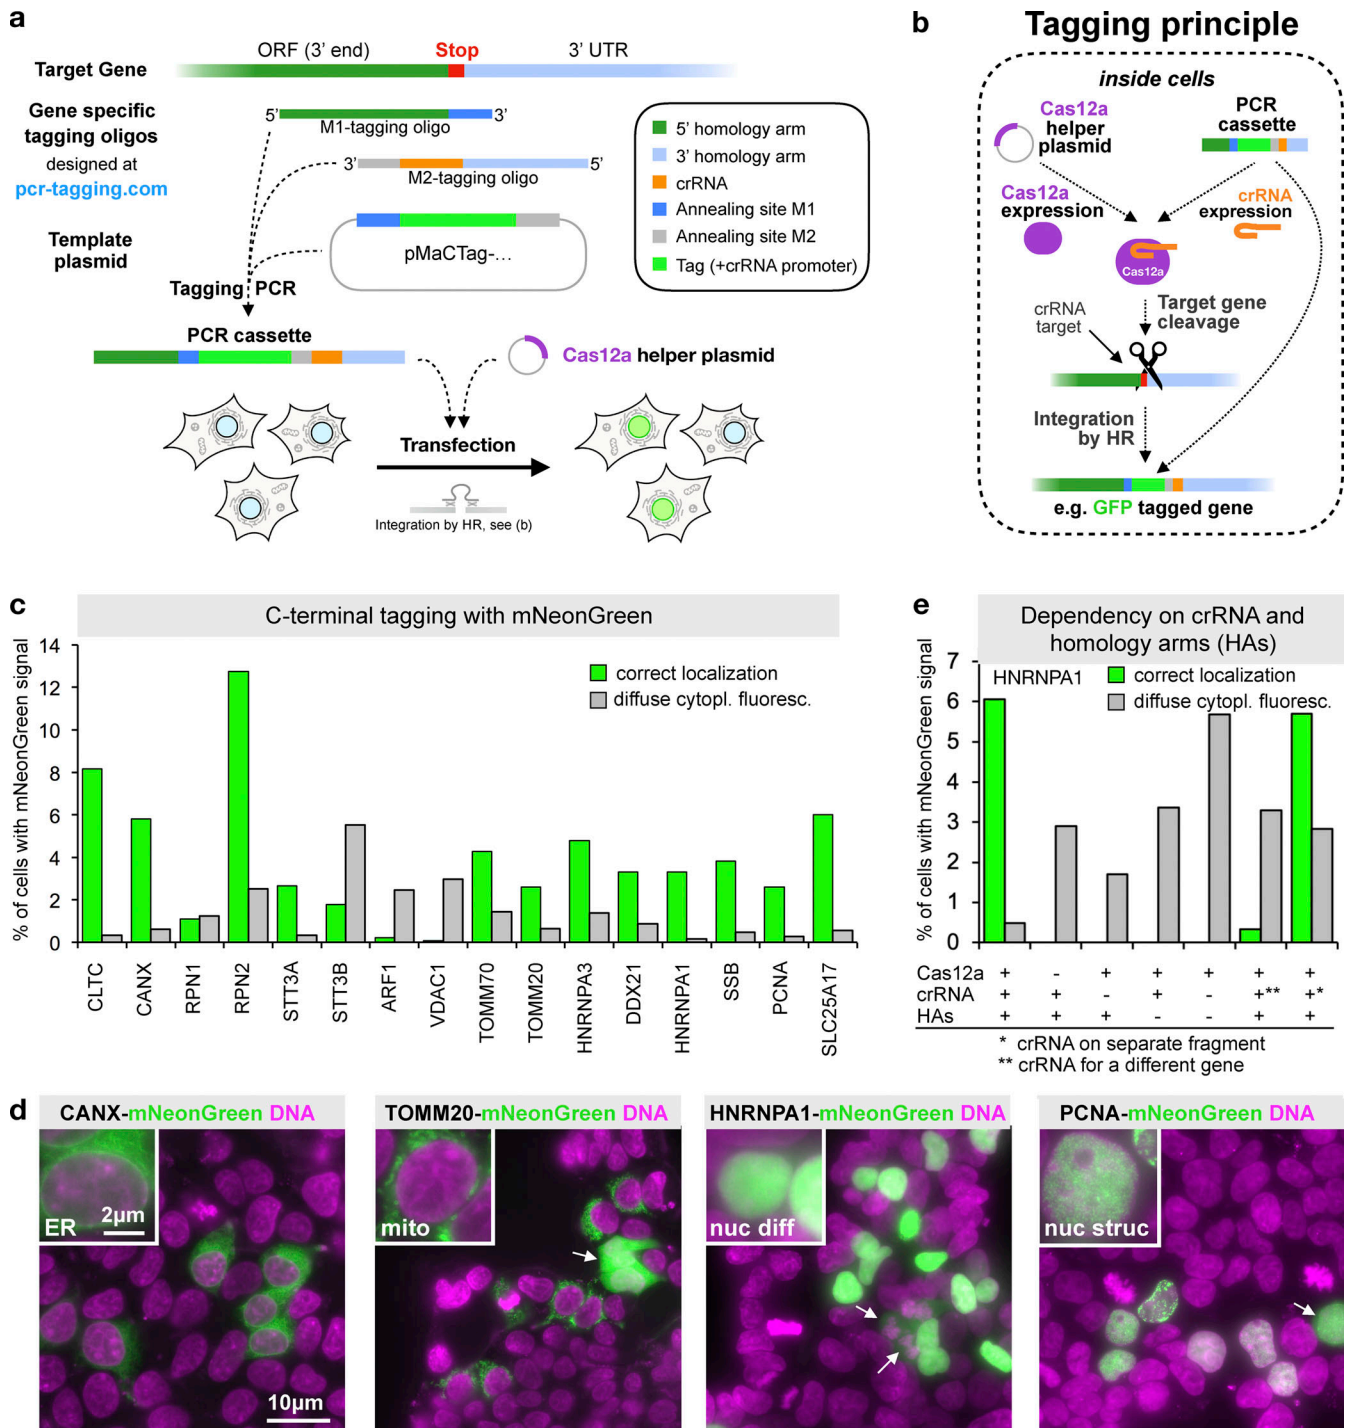 a
ORF (3' end)
Stop
3' UTR
Target Gene
Gene specific
tagging oligos
designed at
pcr-tagging.com
5'
3'
M1-tagging oligo
3'
5'
M2-tagging oligo
Template
plasmid
pMaCTag-...
5' homology arm
3' homology arm
crRNA
Annealing site M1
Annealing site M2
Tag (+crRNA promoter)
Tagging PCR
PCR cassette
Cas12a helper plasmid
Transfection
Integration by HR, see (b)
b
Tagging principle
inside cells
Cas12a
helper
plasmid
PCR
cassette
Cas12a
expression
crRNA
expression
Cas12a
crRNA
target
Target gene
cleavage
Integration
by HR
e.g. GFP tagged gene
c
C-terminal tagging with mNeonGreen
% of cells with mNeonGreen signal
14
12
10
8
6
4
2
0
correct localization
diffuse cytopl. fluoresc.
CLTC
CANX
RPN1
RPN2
STT3A
STT3B
ARF1
VDAC1
TOMM70
TOMM20
HNRNPA3
DDX21
HNRNPA1
SSB
PCNA
SLC25A17
e
Dependency on crRNA and
homology arms (HAs)
% of cells with mNeonGreen signal
7
6
5
4
3
2
1
0
HNRNPA1
correct localization
diffuse cytopl. fluoresc.
Cas12a + - + + + + +
crRNA + + - + - +** +*
HAs + + + - - + +
* crRNA on separate fragment
** crRNA for a different gene
d
CANX-mNeonGreen DNA
ER
2µm
10µm
TOMM20-mNeonGreen DNA
mito
HNRNPA1-mNeonGreen DNA
nuc diff
PCNA-mNeonGreen DNA
nuc struc